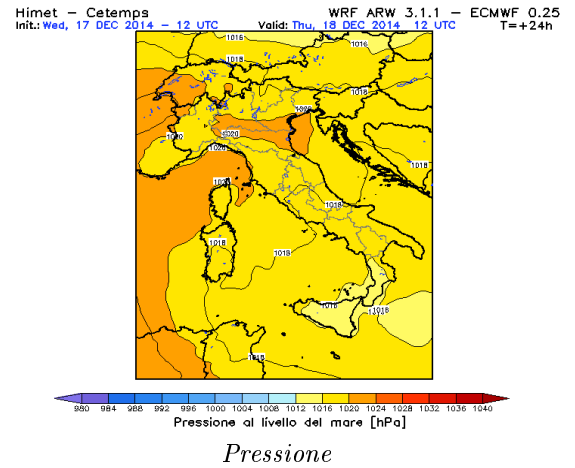 Himet – Cetemps WRF ARW 3.1.1 – ECMWF 0.25
Init.: Wed, 17 DEC 2014 – 12 UTC Valid: Thu, 18 DEC 2014 12 UTC T=+24h
1016
1016
1018
1018
1020
1020
1020
1018
1018
1018
1018
1018
1018
980 984 988 992 996 1000 1004 1008 1012 1016 1020 1024 1028 1032 1036 1040
Pressione al livello del mare [hPa]
Pressione